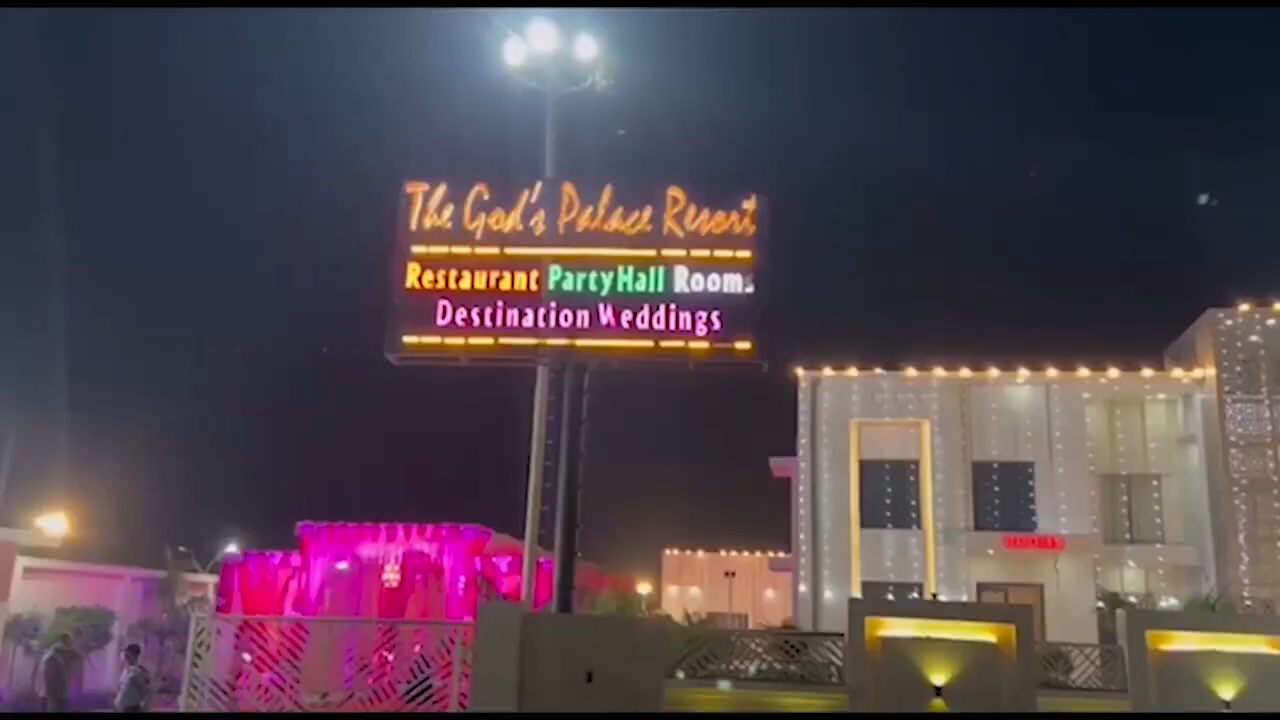 The God's Palace Resort
Restaurant PartyHall Rooms
Destination Weddings